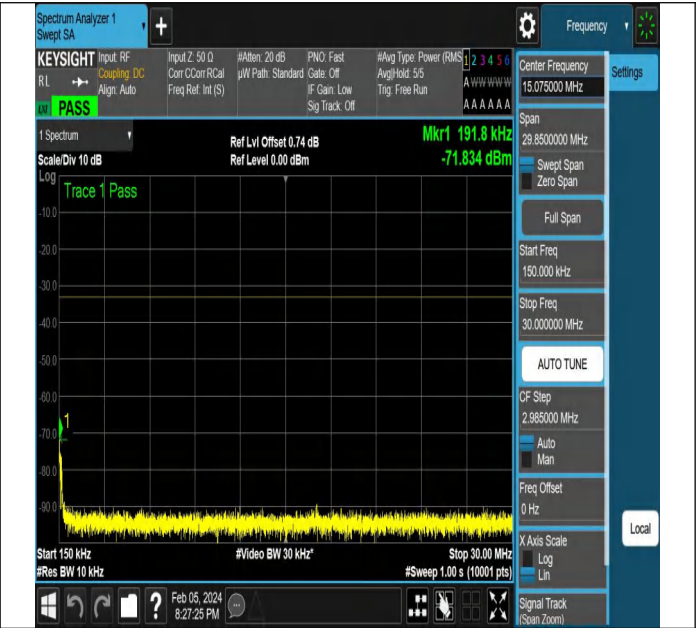 Spectrum Analyzer 1
Swept SA
+
Frequency
KEYSIGHT
Input: RF
Input Z: 50 Ω
#Atten: 20 dB
PNO: Fast
#Avg Type: Power (RMS
1 2 3 4 5 6
RL
Coupling: DC
Corr CCorr RCal
µW Path: Standard
Gate: Off
Avg|Hold: 5/5
A W W W W W
Align: Auto
Freq Ref: Int (S)
IF Gain: Low
Trig: Free Run
PASS
Sig Track: Off
A A A A A A
Center Frequency
15.075000 MHz
Settings
Span
29.8500000 MHz
Swept Span
Zero Span
Full Span
Start Freq
150.000 kHz
Stop Freq
30.000000 MHz
AUTO TUNE
CF Step
2.985000 MHz
Auto
Man
Freq Offset
0 Hz
X Axis Scale
Log
Lin
Signal Track
(Span Zoom)
Local
1 Spectrum
Ref Lvl Offset 0.74 dB
Mkr1 191.8 kHz
Scale/Div 10 dB
Ref Level 0.00 dBm
-71.834 dBm
Log
Trace 1 Pass
-10.0
-20.0
-30.0
-40.0
-50.0
-60.0
1
-70.0
-80.0
-90.0
Start 150 kHz
#Video BW 30 kHz*
Stop 30.00 MHz
#Res BW 10 kHz
#Sweep 1.00 s (10001 pts)
?
Feb 05, 2024
8:27:25 PM